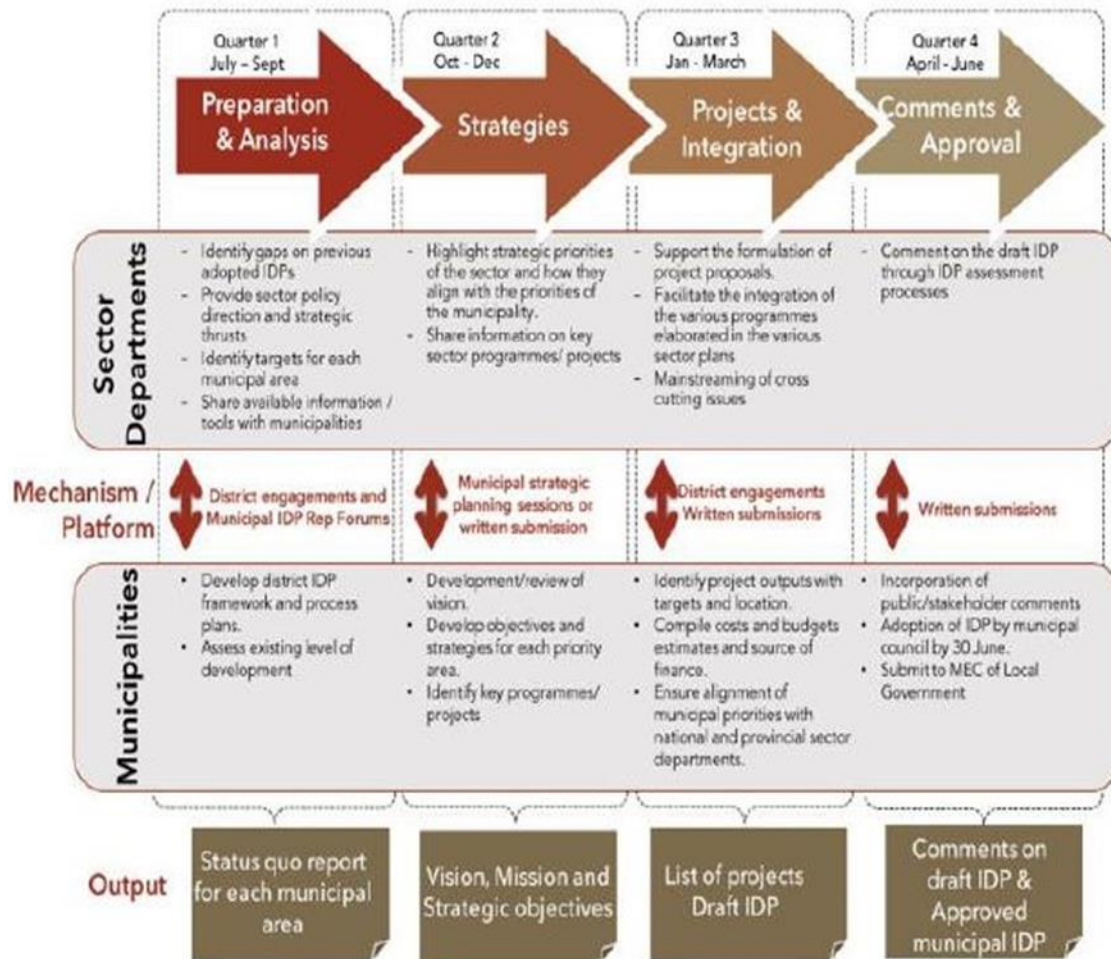 Quarter 1
July – Sept
Preparation
& Analysis
Quarter 2
Oct - Dec
Strategies
Quarter 3
Jan - March
Projects &
Integration
Quarter 4
April - June
Comments &
Approval
Sector
Departments
- Identify gaps on previous
adopted IDPs
- Provide sector policy
direction and strategic
thrusts
- Identify targets for each
municipal area
- Share available information /
tools with municipalities
- Highlight strategic priorities
of the sector and how they
align with the priorities of
the municipality.
- Share information on key
sector programmes/ projects
- Support the formulation of
project proposals.
- Facilitate the integration of
the various programmes
elaborated in the various
sector plans
- Mainstreaming of cross
cutting issues
- Comment on the draft IDP
through IDP assessment
processes
Mechanism /
Platform
District engagements and
Municipal IDP Rep Forums
Municipal strategic
planning sessions or
written submission
District engagements
Written submissions
Written submissions
Municipalities
• Develop district IDP
framework and process
plans.
• Assess existing level of
development
• Development/review of
vision.
• Develop objectives and
strategies for each priority
area.
• Identify key programmes/
projects
• Identify project outputs with
targets and location.
• Compile costs and budgets
estimates and source of
finance.
• Ensure alignment of
municipal priorities with
national and provincial sector
departments.
• Incorporation of
public/stakeholder comments
• Adoption of IDP by municipal
council by 30 June.
• Submit to MEC of Local
Government
Output
Status quo report
for each municipal
area
Vision, Mission and
Strategic objectives
List of projects
Draft IDP
Comments on
draft IDP &
Approved
municipal IDP